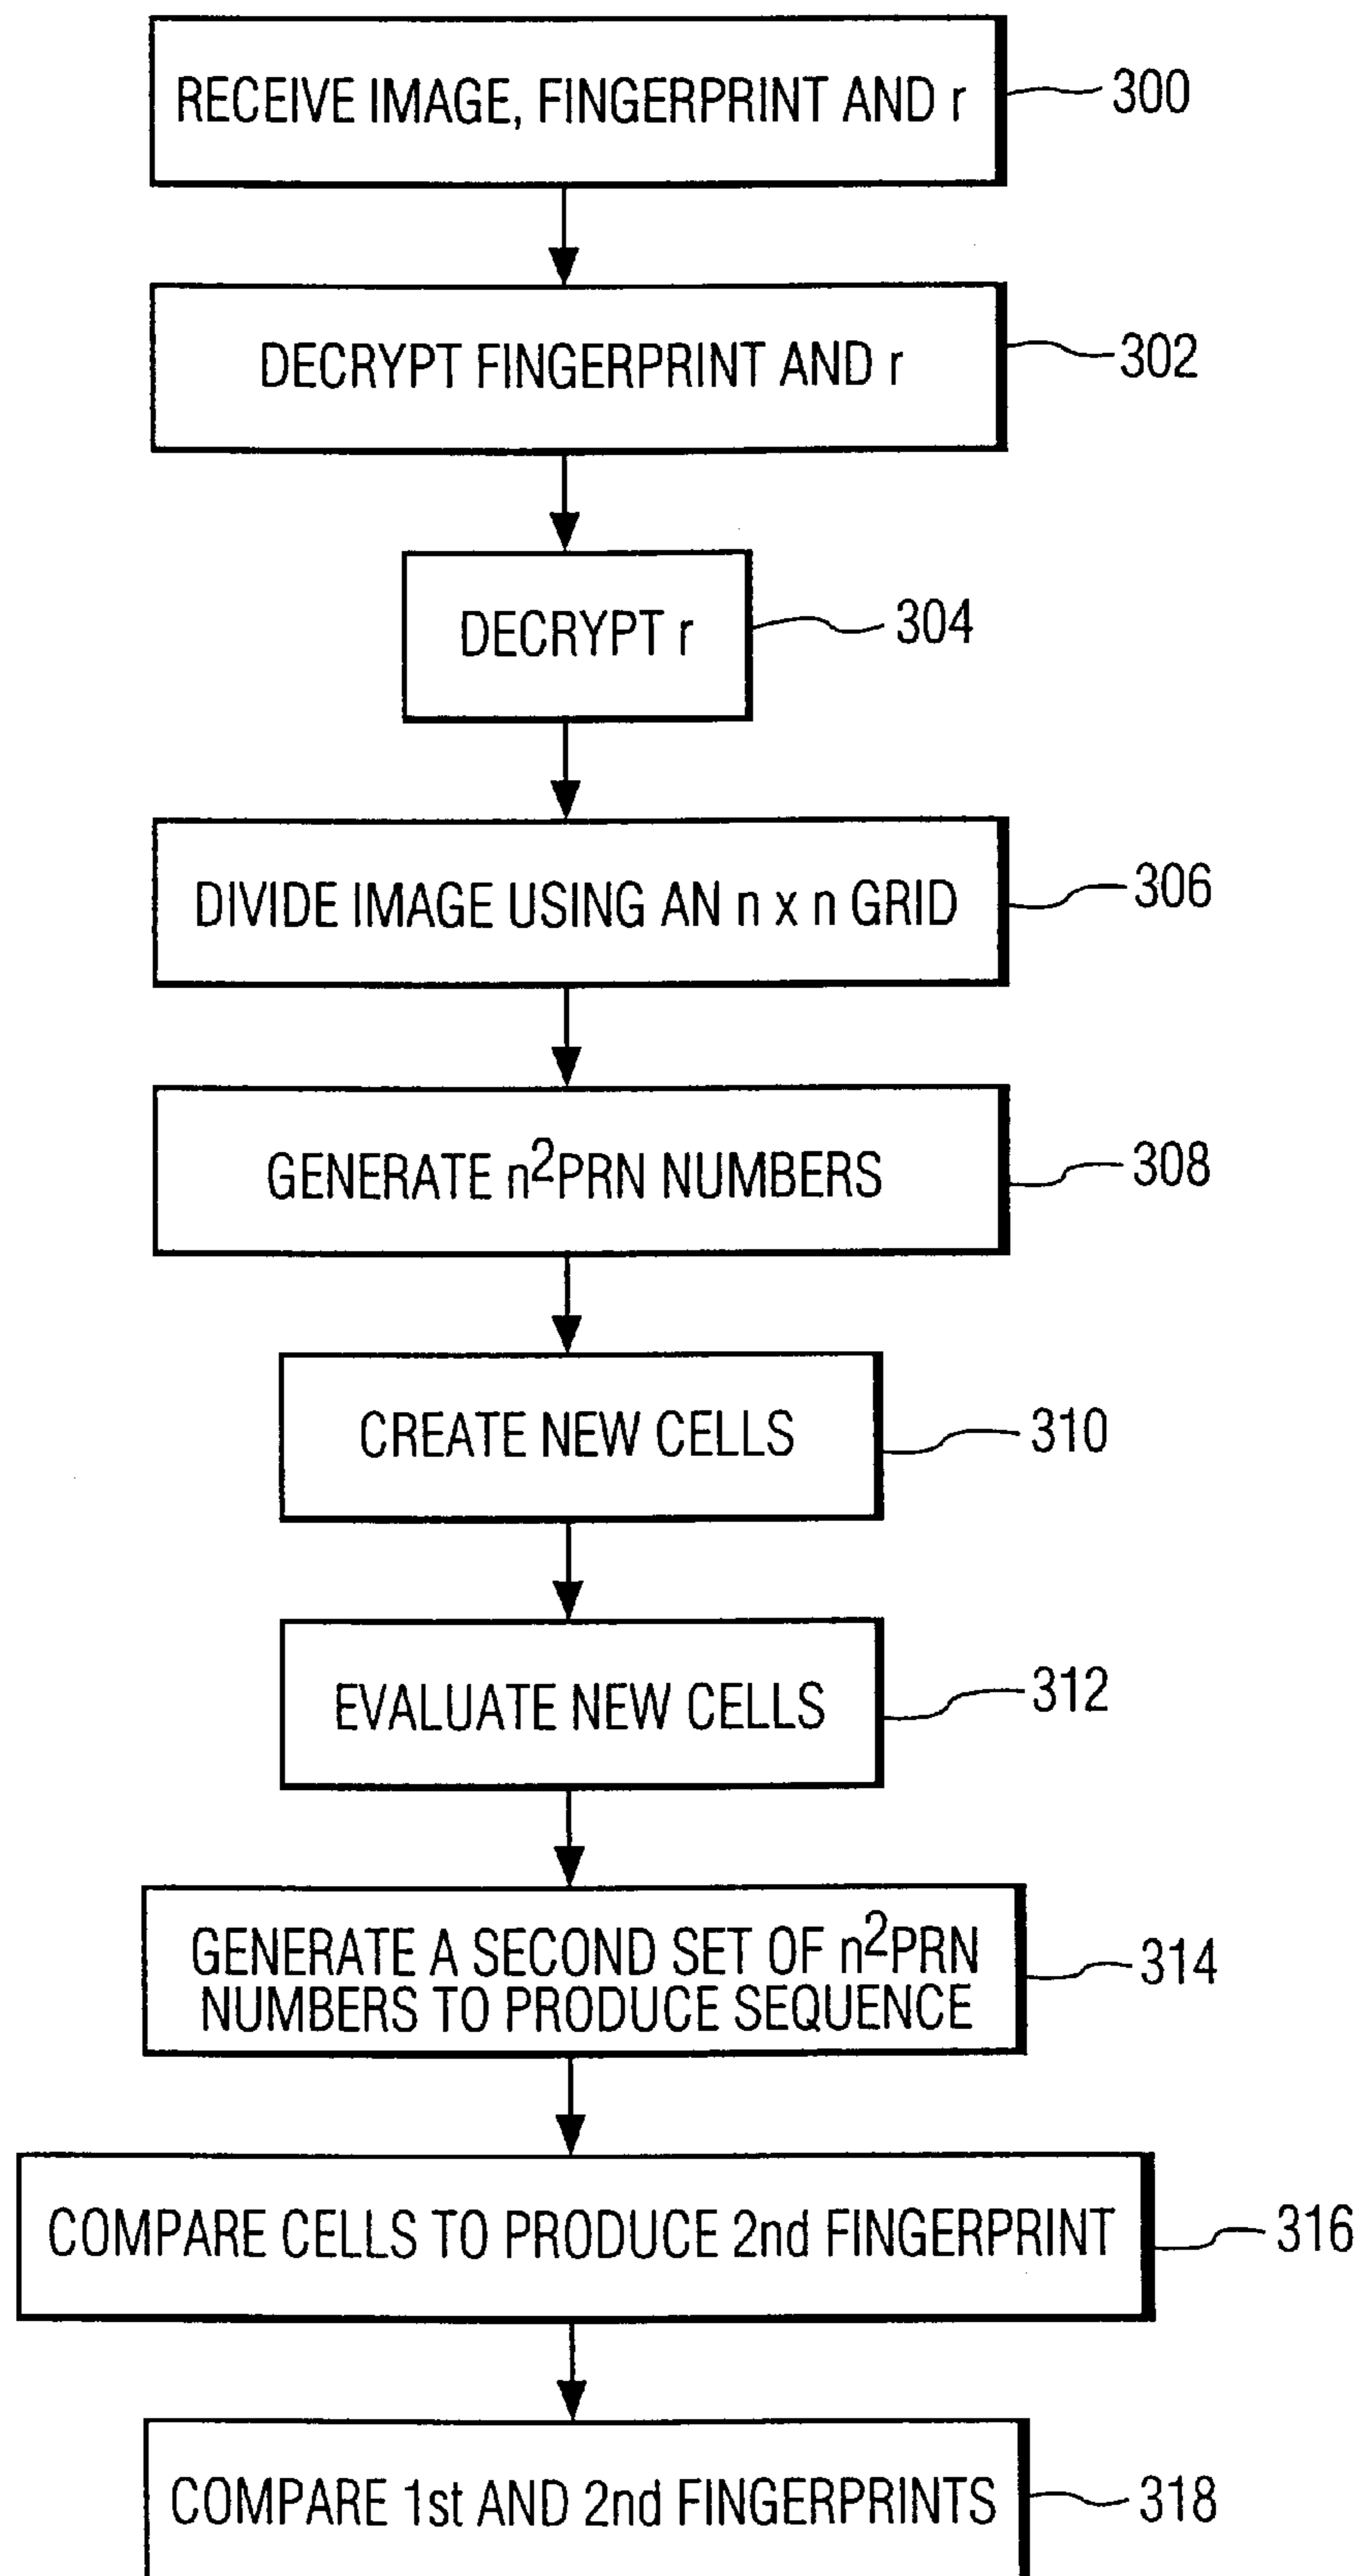 RECEIVE IMAGE, FINGERPRINT AND r
300
DECRYPT FINGERPRINT AND r
302
DECRYPT r
304
DIVIDE IMAGE USING AN n x n GRID
306
GENERATE n²PRN NUMBERS
308
CREATE NEW CELLS
310
EVALUATE NEW CELLS
312
GENERATE A SECOND SET OF n²PRN
NUMBERS TO PRODUCE SEQUENCE
314
COMPARE CELLS TO PRODUCE 2nd FINGERPRINT
316
COMPARE 1st AND 2nd FINGERPRINTS
318